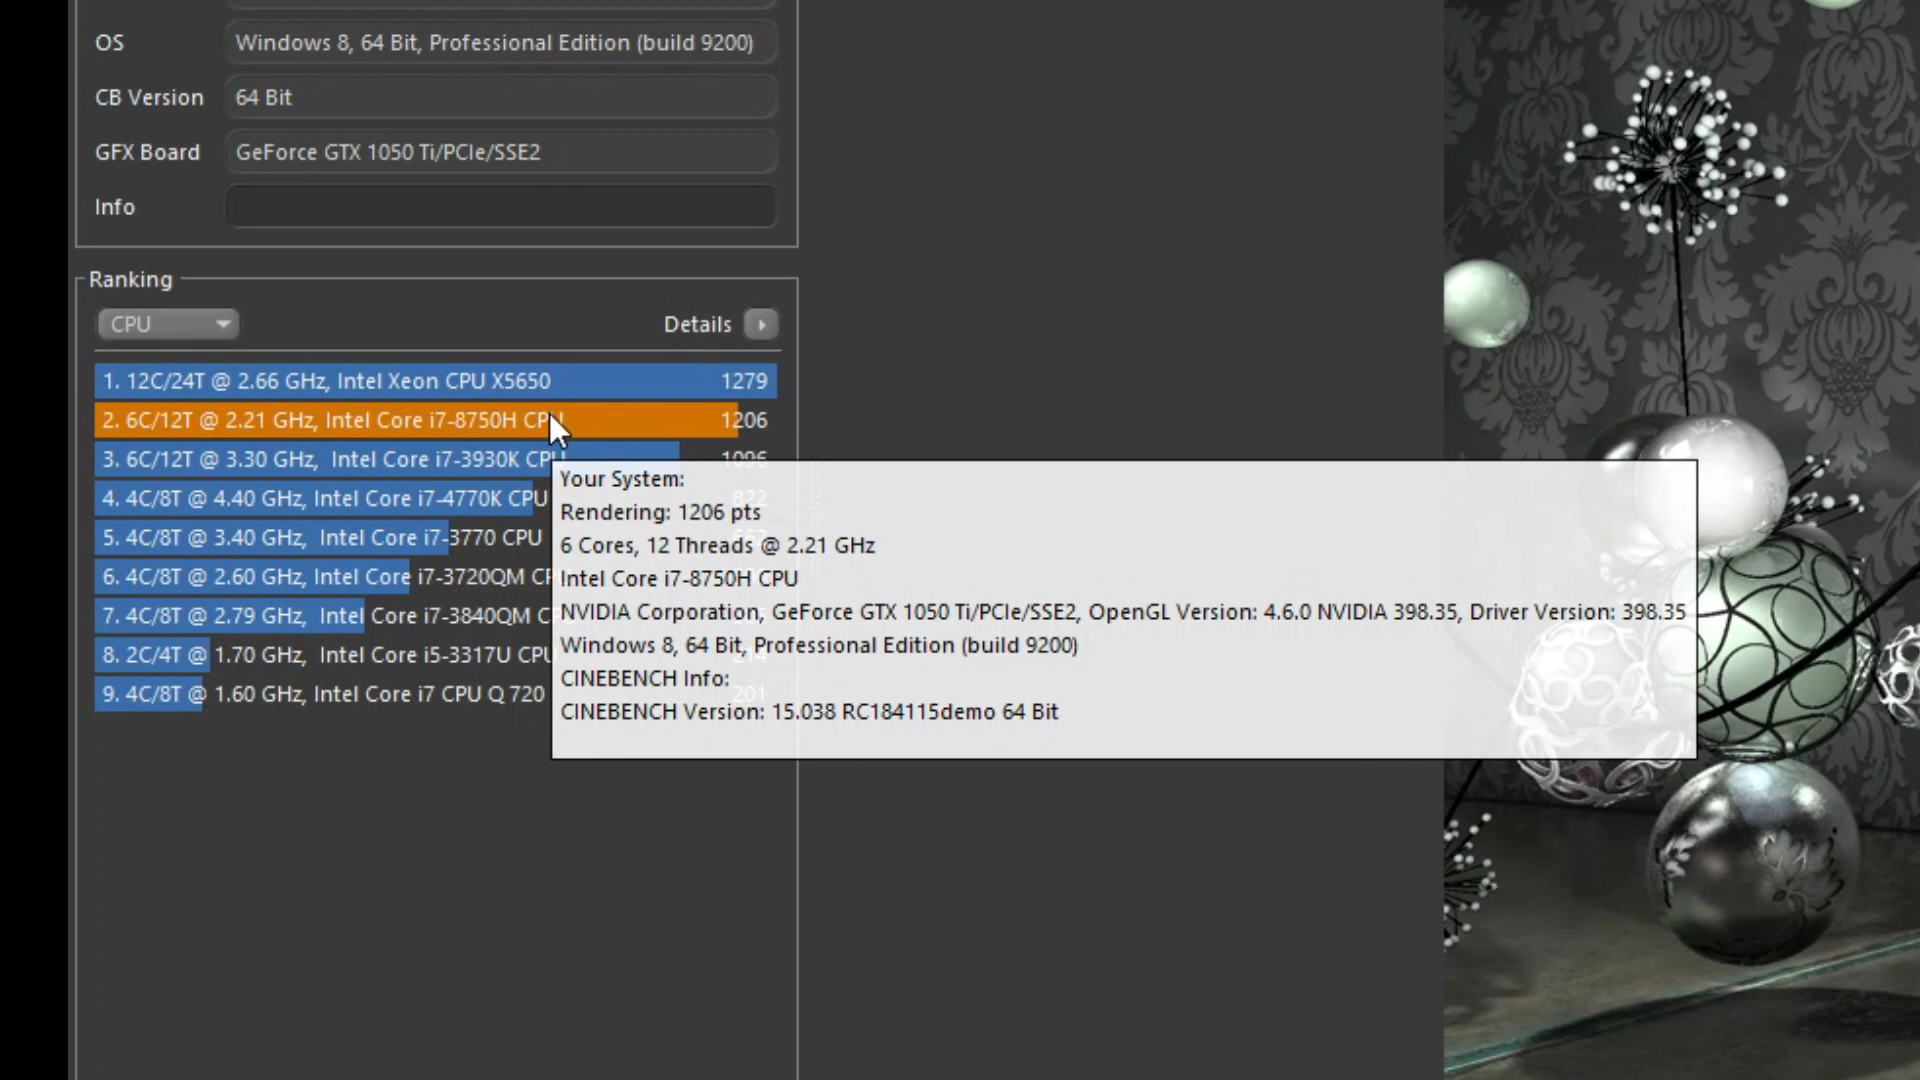 OS Windows 8, 64 Bit, Professional Edition (build 9200)
CB Version 64 Bit
GFX Board GeForce GTX 1050 Ti/PCIe/SSE2
Info
Ranking
CPU Details
1. 12C/24T @ 2.66 GHz, Intel Xeon CPU X5650 1279
2. 6C/12T @ 2.21 GHz, Intel Core i7-8750H CPU 1206
3. 6C/12T @ 3.30 GHz, Intel Core i7-3930K CPU 1096
4. 4C/8T @ 4.40 GHz, Intel Core i7-4770K CPU 822
5. 4C/8T @ 3.40 GHz, Intel Core i7-3770 CPU
6. 4C/8T @ 2.60 GHz, Intel Core i7-3720QM
7. 4C/8T @ 2.79 GHz, Intel Core i7-3840QM
8. 2C/4T @ 1.70 GHz, Intel Core i5-3317U CPU
9. 4C/8T @ 1.60 GHz, Intel Core i7 CPU Q 720 201
Your System:
Rendering: 1206 pts
6 Cores, 12 Threads @ 2.21 GHz
Intel Core i7-8750H CPU
NVIDIA Corporation, GeForce GTX 1050 Ti/PCIe/SSE2, OpenGL Version: 4.6.0 NVIDIA 398.35, Driver Version: 398.35
Windows 8, 64 Bit, Professional Edition (build 9200)
CINEBENCH Info:
CINEBENCH Version: 15.038 RC184115demo 64 Bit